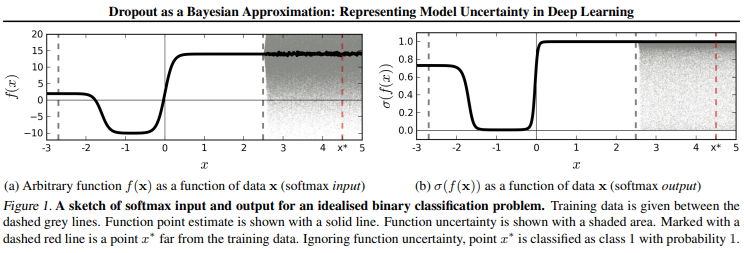 Dropout as a Bayesian Approximation: Representing Model Uncertainty in Deep Learning
20
15
10
5
0
−5
−10
f(x)
-3 -2 -1 0 1 2 3 4 x* 5
x
1.0
0.8
0.6
0.4
0.2
0.0
σ(f(x))
-3 -2 -1 0 1 2 3 4 x* 5
x
(a) Arbitrary function f(x) as a function of data x (softmax input)
(b) σ(f(x)) as a function of data x (softmax output)
Figure 1. A sketch of softmax input and output for an idealised binary classification problem. Training data is given between the
dashed grey lines. Function point estimate is shown with a solid line. Function uncertainty is shown with a shaded area. Marked with a
dashed red line is a point x* far from the training data. Ignoring function uncertainty, point x* is classified as class 1 with probability 1.